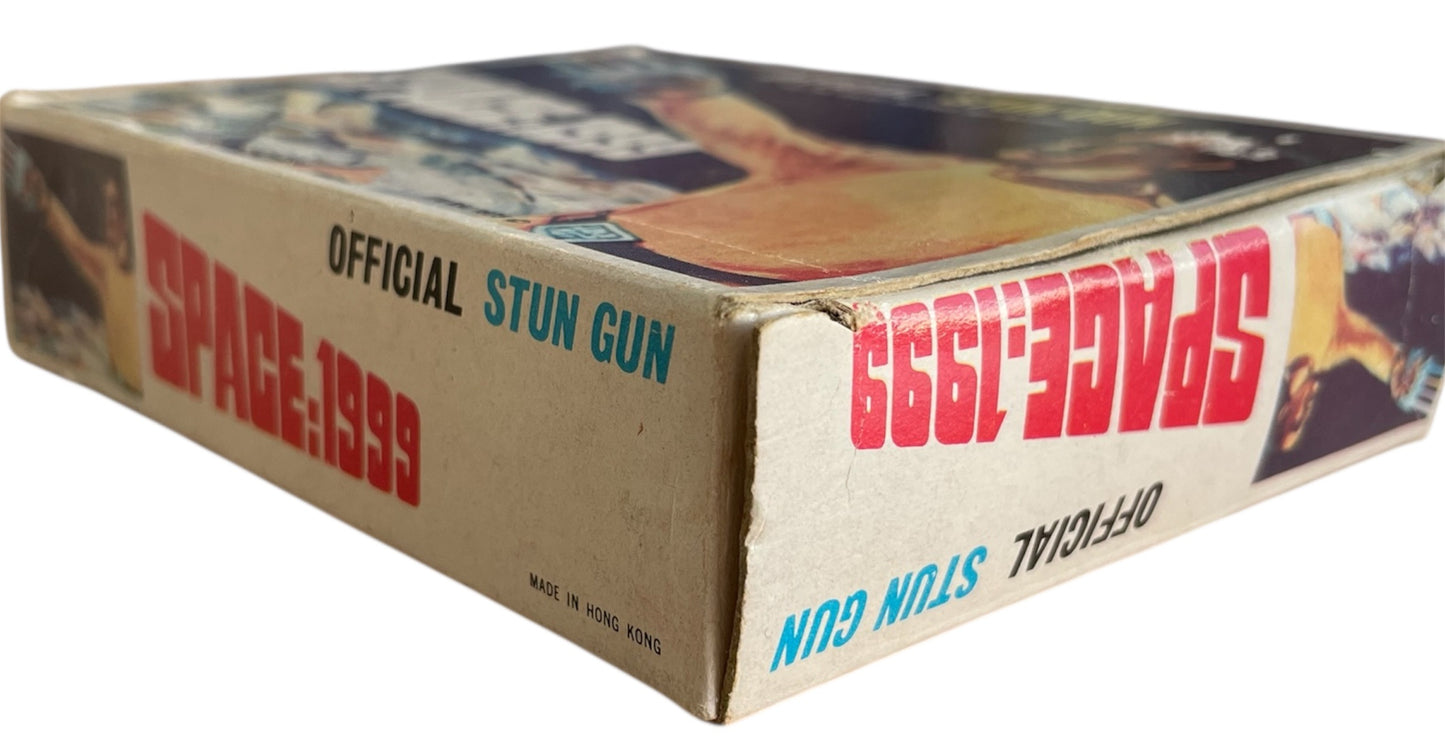 OFFICIAL STUN GUN
SPACE:1999
MADE IN HONG KONG
SPACE:1999
OFFICIAL STUN GUN